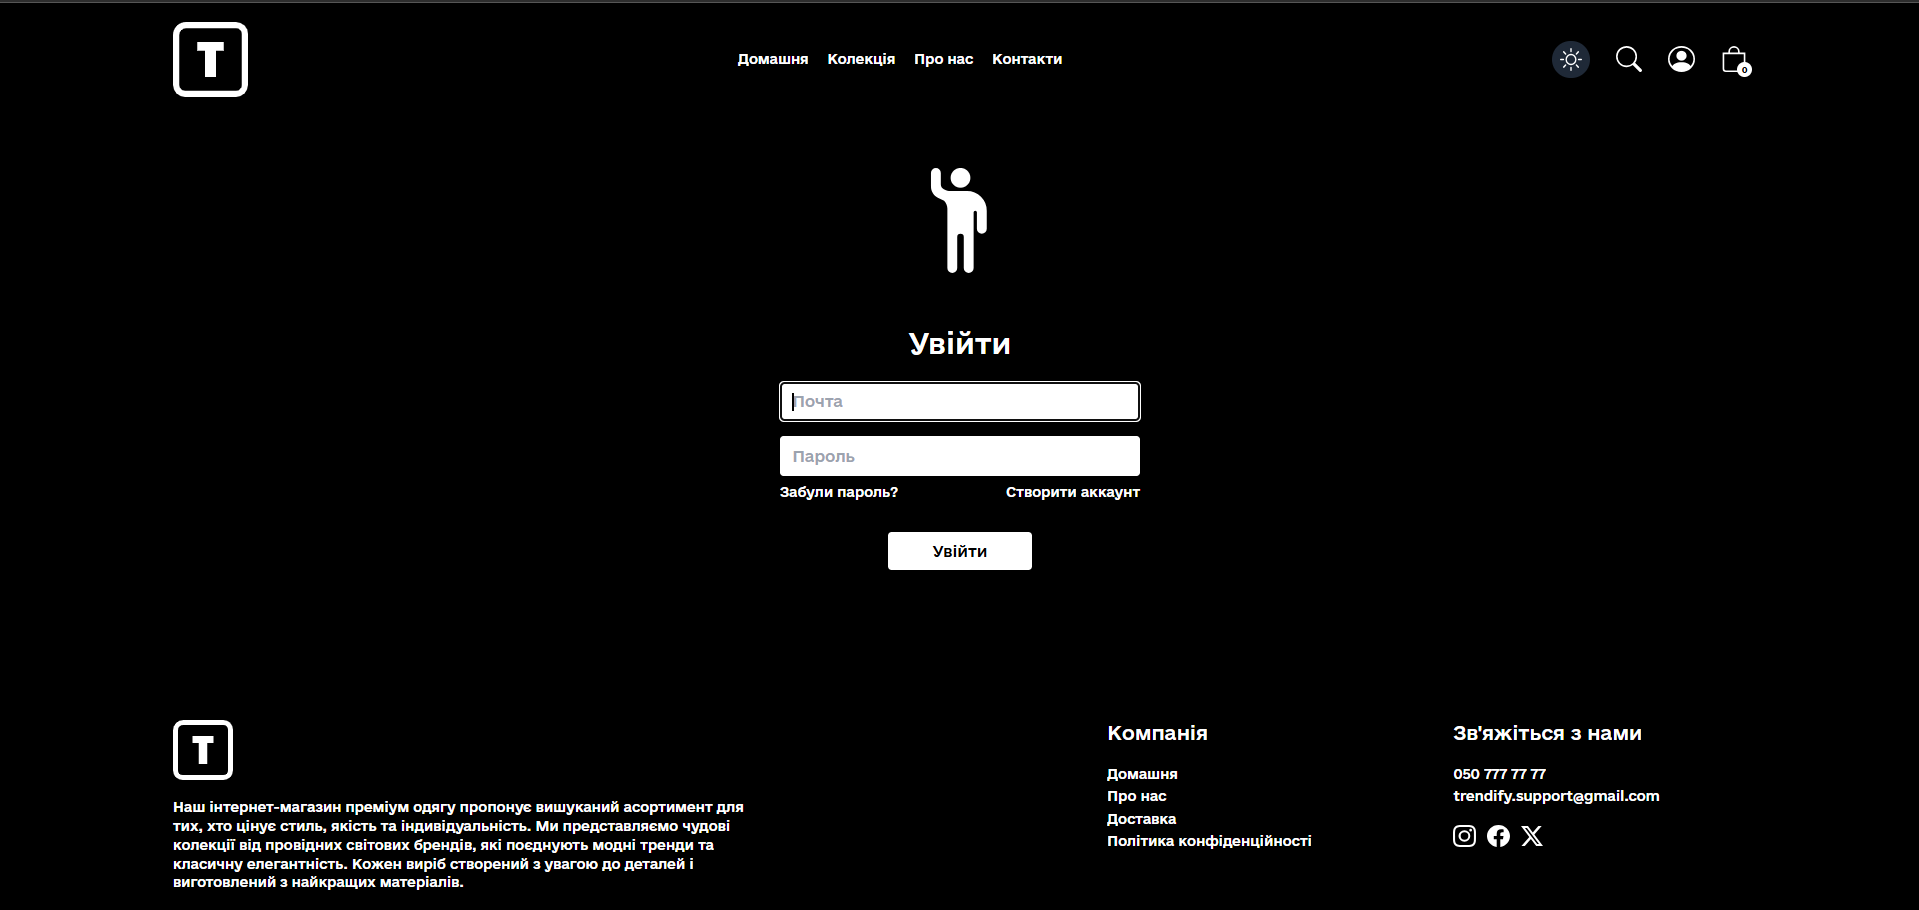 T
Домашня Колекція Про нас Контакти
0
Увійти
Почта
Пароль
Забули пароль? Створити аккаунт
Увійти
T
Наш інтернет-магазин преміум одягу пропонує вишуканий асортимент для
тих, хто цінує стиль, якість та індивідуальність. Ми представляємо чудові
колекції від провідних світових брендів, які поєднують модні тренди та
класичну елегантність. Кожен виріб створений з увагою до деталей і
виготовлений з найкращих матеріалів.
Компанія
Домашня
Про нас
Доставка
Політика конфіденційності
Зв'яжіться з нами
050 777 77 77
trendify.support@gmail.com